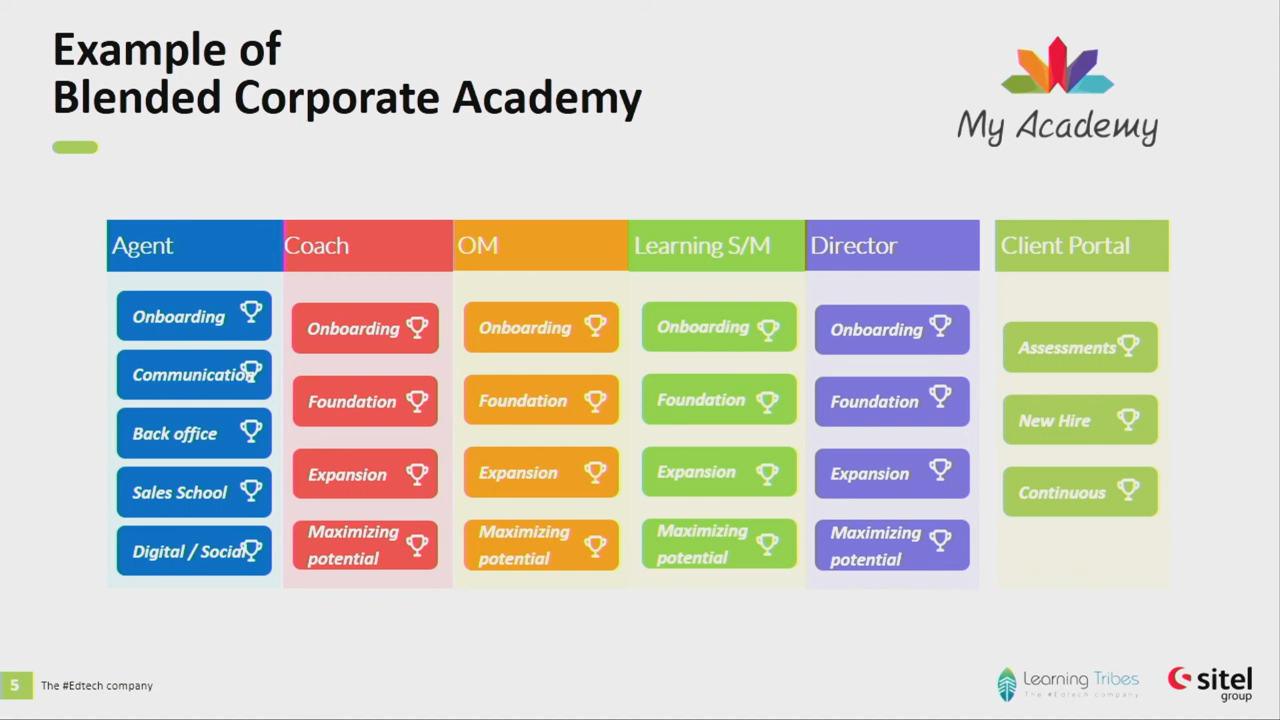 Example of
Blended Corporate Academy
My Academy
Agent
Coach
OM
Learning S/M
Director
Client Portal
Onboarding
Communication
Back office
Sales School
Digital / Social
Onboarding
Foundation
Expansion
Maximizing
potential
Onboarding
Foundation
Expansion
Maximizing
potential
Onboarding
Foundation
Expansion
Maximizing
potential
Onboarding
Foundation
Expansion
Maximizing
potential
Assessments
New Hire
Continuous
5
The #Edtech company
Learning Tribes
The #Edtech company
sitel
group